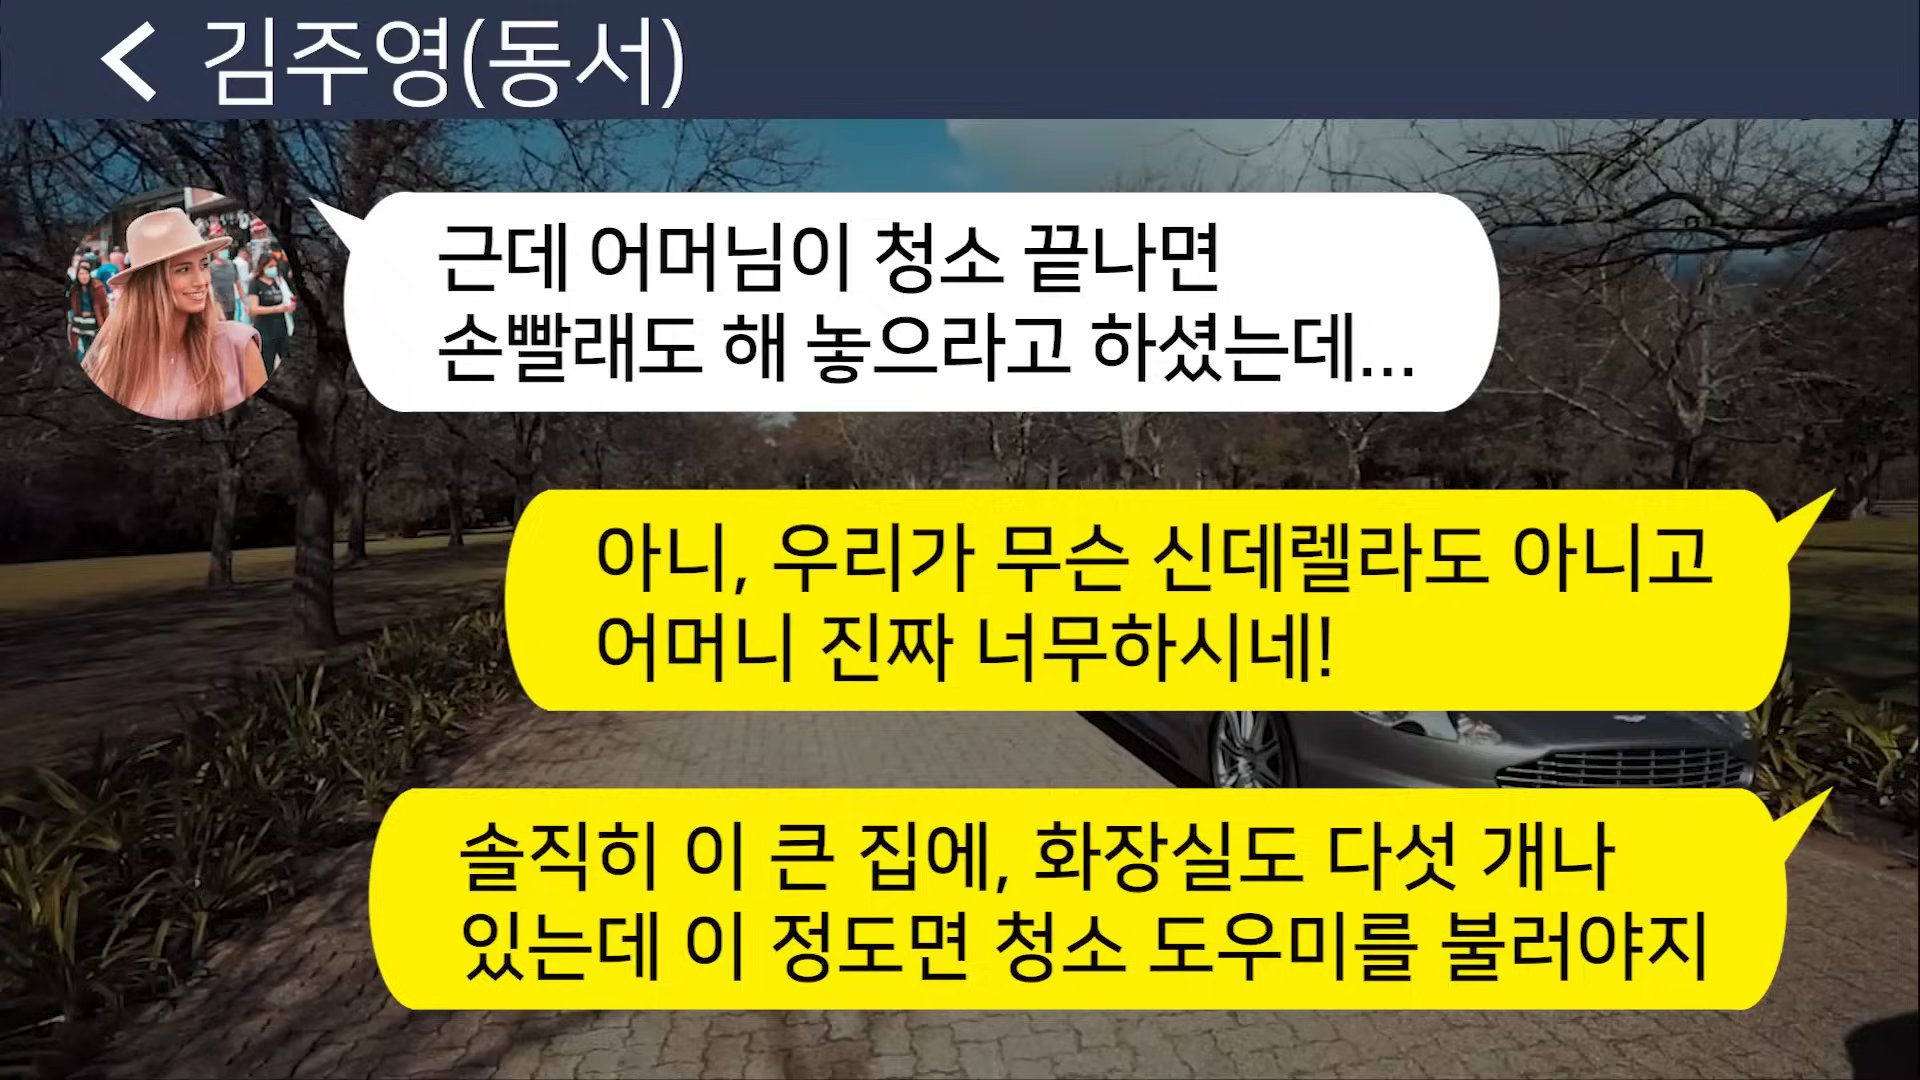 김주영(동서)
근데 어머님이 청소 끝나면
손빨래도 해 놓으라고 하셨는데...
아니, 우리가 무슨 신데렐라도 아니고
어머니 진짜 너무하시네!
솔직히 이 큰 집에, 화장실도 다섯 개나
있는데 이 정도면 청소 도우미를 불러야지